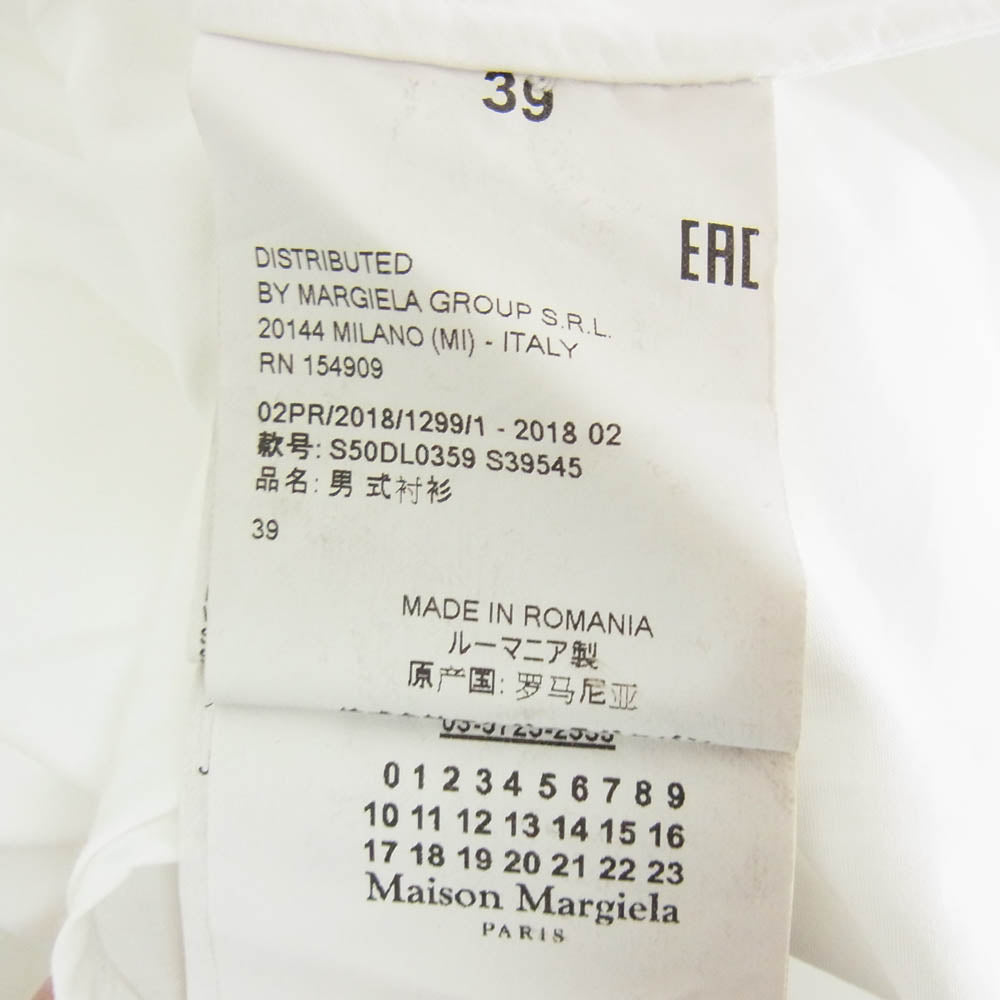 39
EAC
DISTRIBUTED
BY MARGIELA GROUP S.R.L.
20144 MILANO (MI) - ITALY
RN 154909
02PR/2018/1299/1 - 2018 02
款号: S50DL0359 S39545
品名: 男 式衬衫
39
MADE IN ROMANIA
ルーマニア製
原产国: 罗马尼亚
0 1 2 3 4 5 6 7 8 9
10 11 12 13 14 15 16
17 18 19 20 21 22 23
Maison Margiela
PARIS